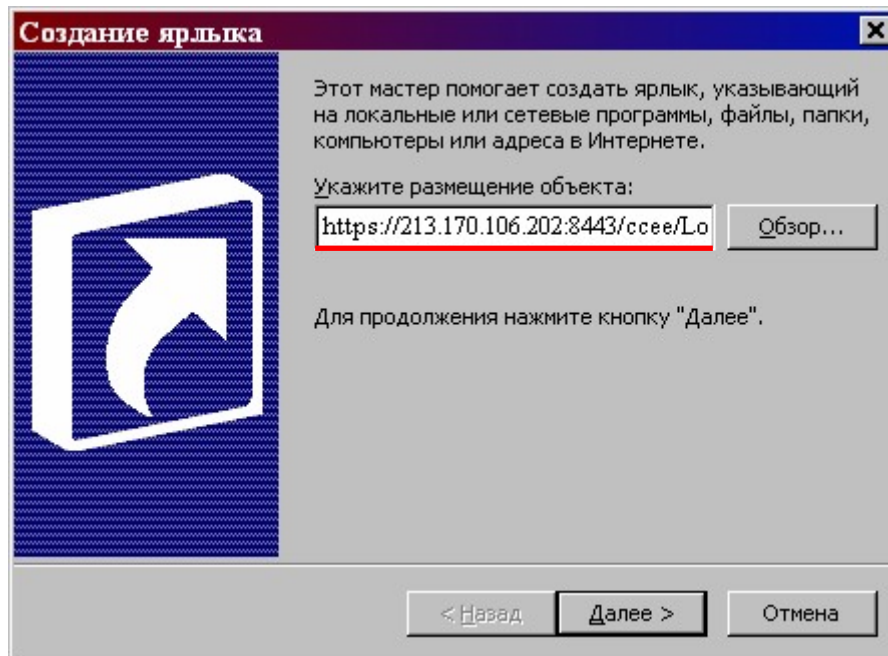 Создание ярлыка
Этот мастер помогает создать ярлык, указывающий
на локальные или сетевые программы, файлы, папки,
компьютеры или адреса в Интернете.
Укажите размещение объекта:
https://213.170.106.202:8443/ccee/Lo
Обзор...
Для продолжения нажмите кнопку "Далее".
< Назад
Далее >
Отмена